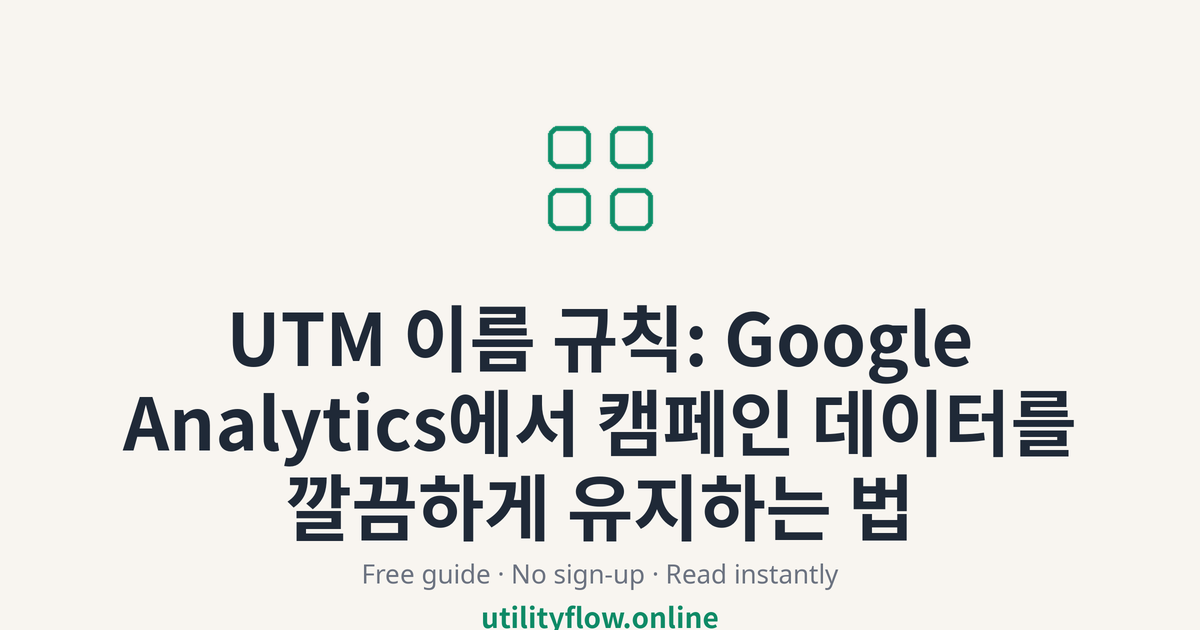 UTM 이름 규칙: Google
Analytics에서 캠페인 데이터를
깔끔하게 유지하는 법
Free guide · No sign-up · Read instantly
utilityflow.online